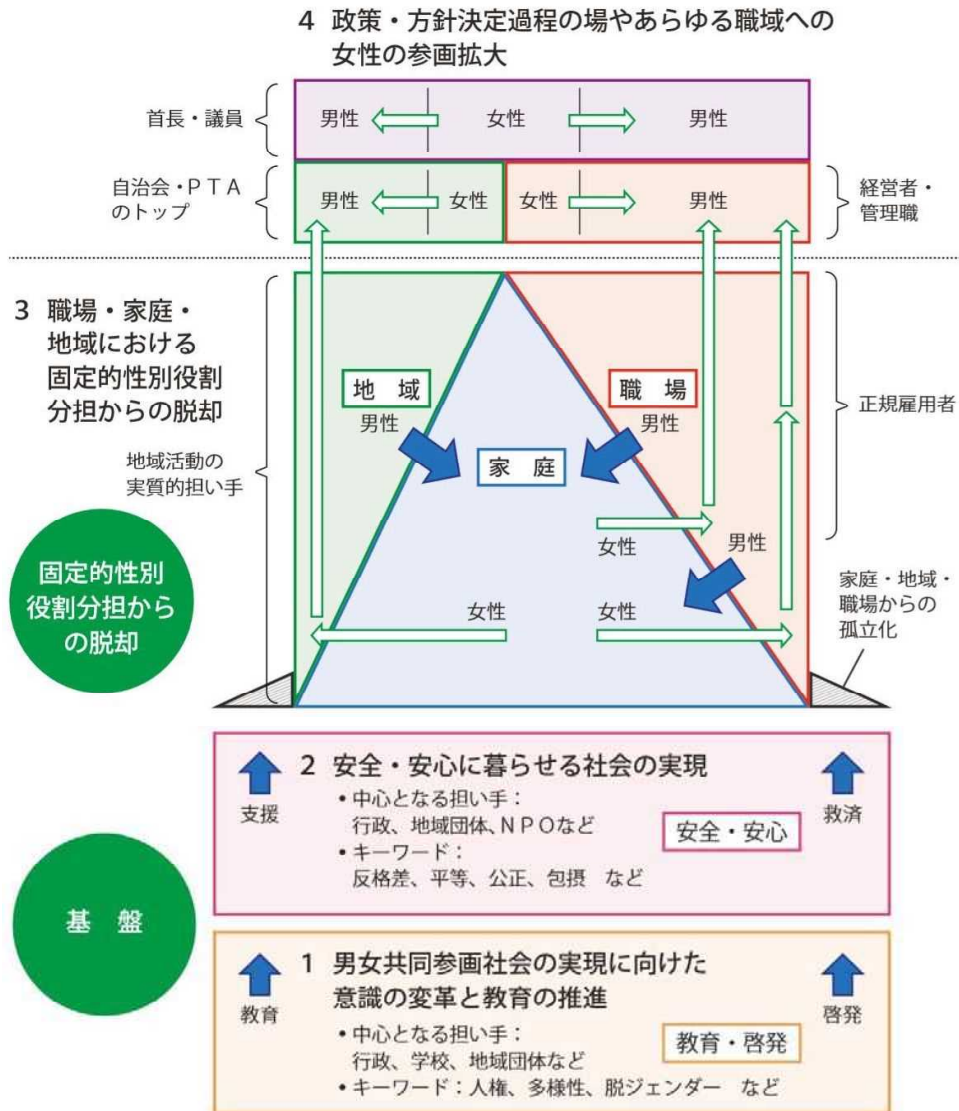 4 政策・方針決定過程の場やあらゆる職域への
女性の参画拡大
首長・議員
男性
女性
男性
自治会・PTA
のトップ
男性
女性
女性
男性
経営者・
管理職
3 職場・家庭・
地域における
固定的性別役割
分担からの脱却
地域活動の
実質的担い手
地 域
男性
職 場
男性
家 庭
正規雇用者
女性
男性
女性
女性
家庭・地域・
職場からの
孤立化
固定的性別
役割分担から
の脱却
2 安全・安心に暮らせる社会の実現
支援
・中心となる担い手:
行政、地域団体、NPOなど
・キーワード:
反格差、平等、公正、包摂 など
安全・安心
救済
基 盤
1 男女共同参画社会の実現に向けた
意識の変革と教育の推進
教育
・中心となる担い手:
行政、学校、地域団体など
・キーワード:人権、多様性、脱ジェンダー など
教育・啓発
啓発